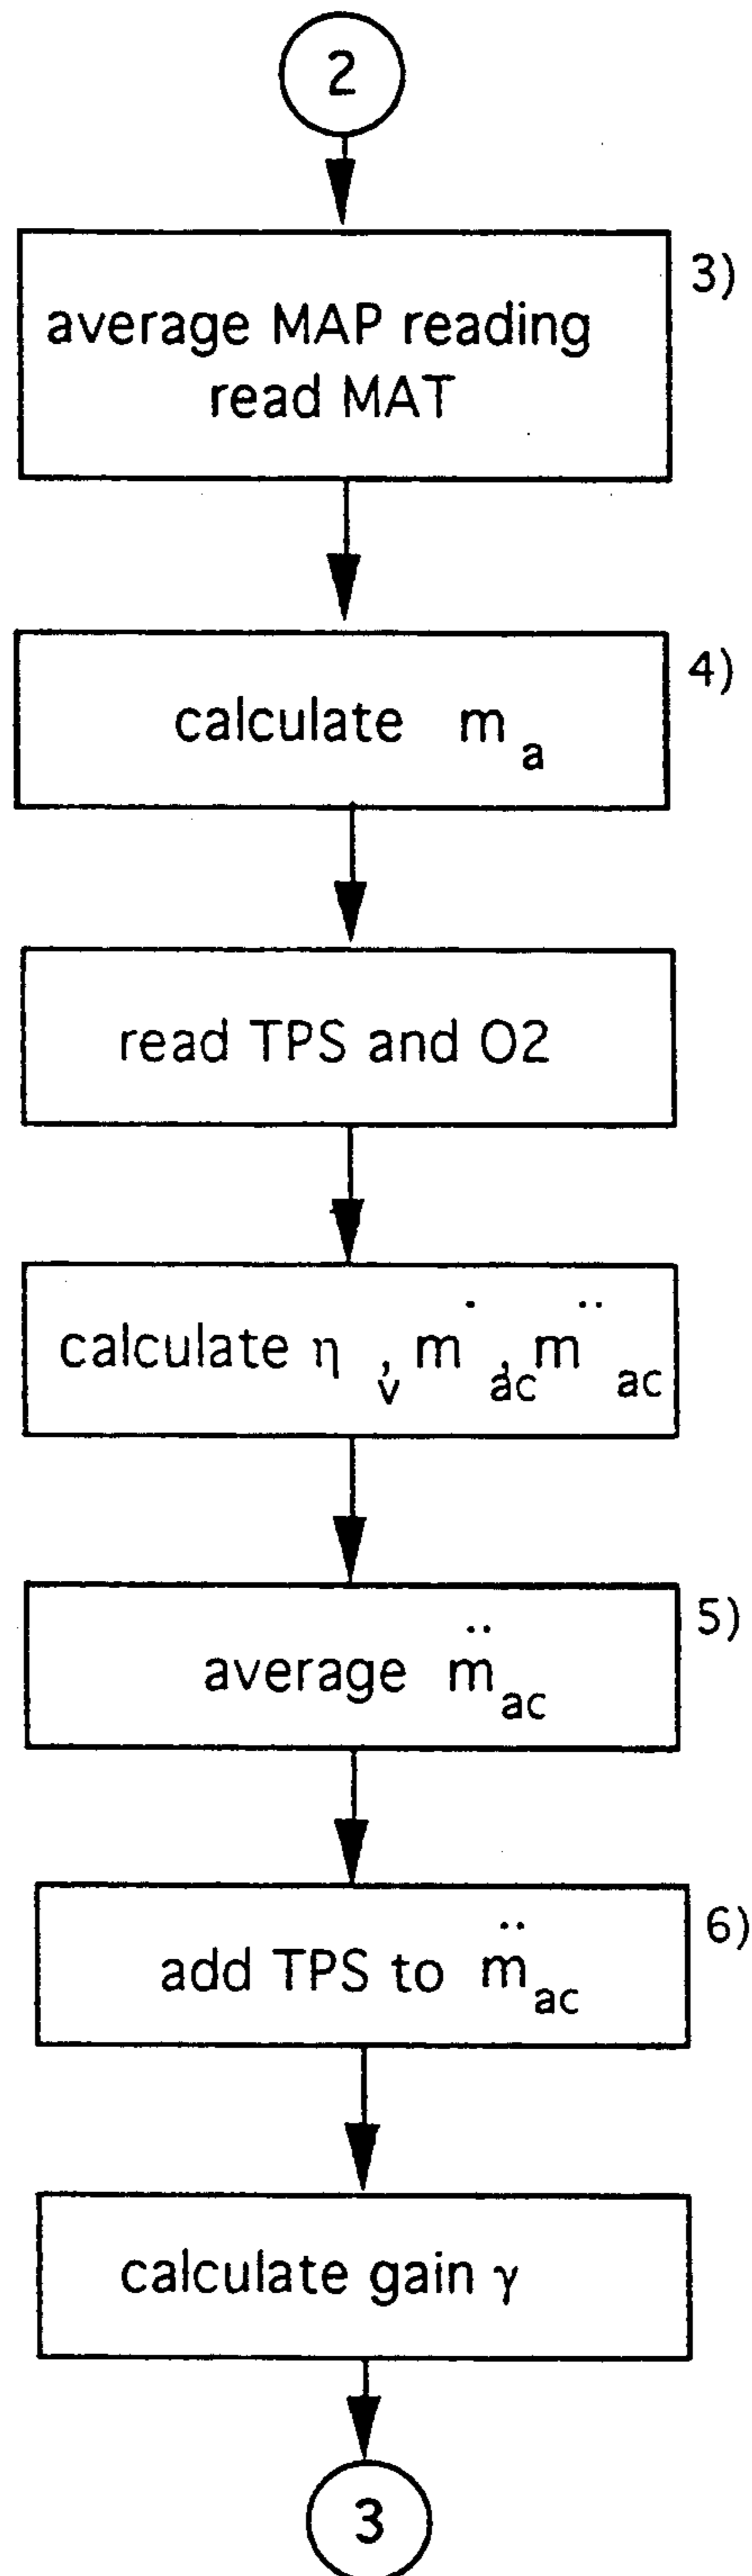 2
3)
average MAP reading
read MAT
4)
calculate m a
read TPS and O2
calculate η v, ṁ ac, m̈ ac
5)
average m̈ ac
6)
add TPS to m̈ ac
calculate gain γ
3